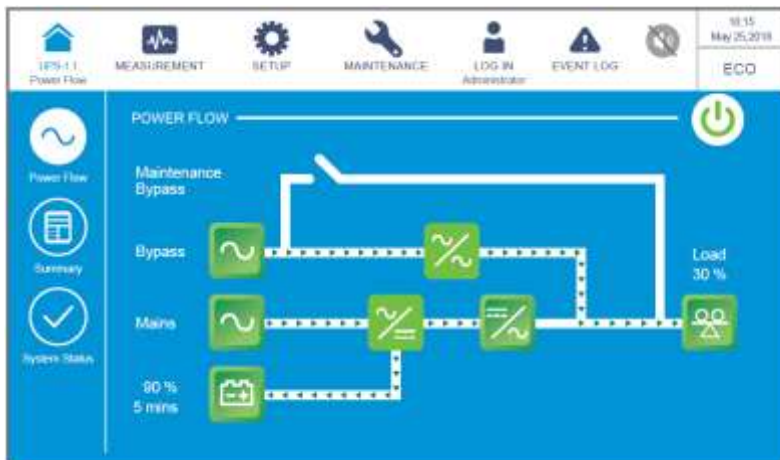 18:15
May 25,2018
ECO
UPS-1.1
Power Flow
MEASUREMENT
SETUP
MAINTENANCE
LOG IN
Administrator
EVENT LOG
POWER FLOW
Power Flow
Summary
System Status
Maintenance
Bypass
Bypass
Mains
90 %
5 mins
Load
30 %